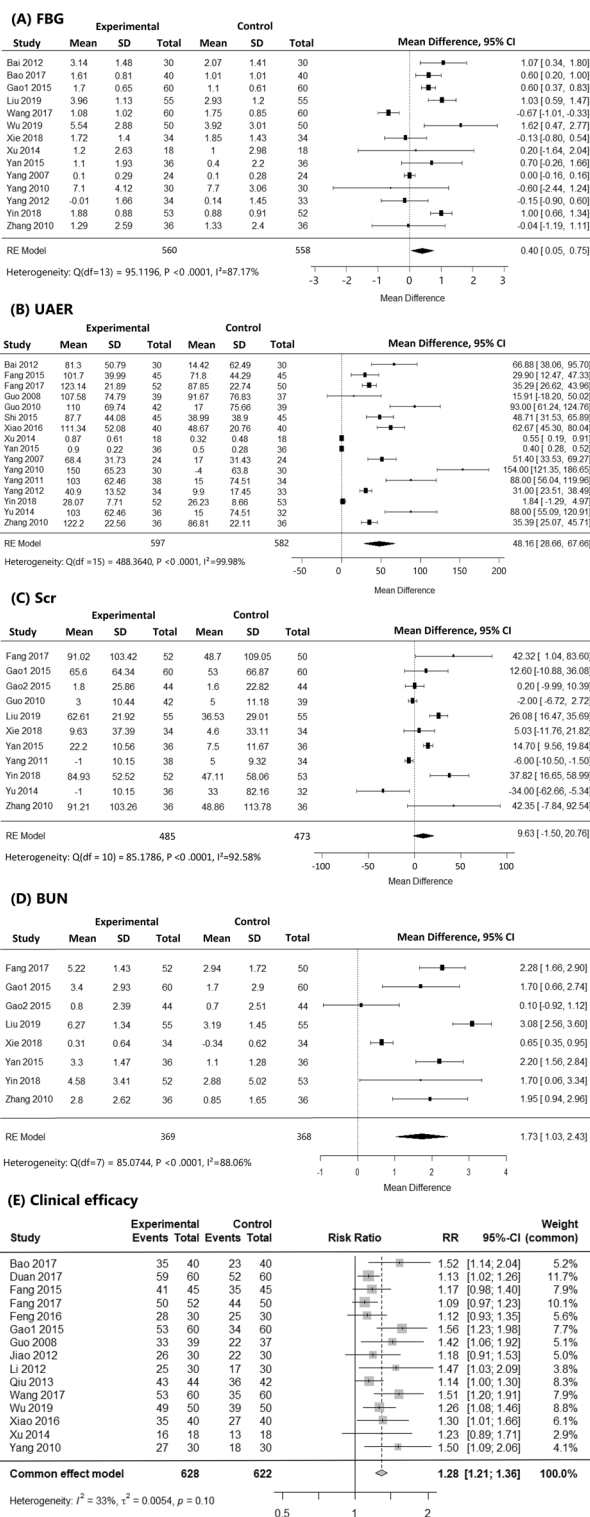 (A) FBG
Experimental Control
Study Mean SD Total Mean SD Total Mean Difference, 95% CI
Bai 2012 3.14 1.48 30 2.07 1.41 30 1.07 [ 0.34, 1.80]
Bao 2017 1.61 0.81 40 1.01 1.01 40 0.60 [ 0.20, 1.00]
Gao1 2015 1.7 0.65 60 1.1 0.61 60 0.60 [ 0.37, 0.83]
Liu 2019 3.96 1.13 55 2.93 1.2 55 1.03 [ 0.59, 1.47]
Wang 2017 1.08 1.02 60 1.75 0.85 60 -0.67 [-1.01, -0.33]
Wu 2019 5.54 2.88 50 3.92 3.01 50 1.62 [ 0.47, 2.77]
Xie 2018 1.72 1.4 34 1.85 1.43 34 -0.13 [-0.80, 0.54]
Xu 2014 1.2 2.63 18 1 2.98 18 0.20 [-1.64, 2.04]
Yan 2015 1.1 1.93 36 0.4 2.2 36 0.70 [-0.26, 1.66]
Yang 2007 0.1 0.29 24 0.1 0.28 24 0.00 [-0.16, 0.16]
Yang 2010 7.1 4.12 30 7.7 3.06 30 -0.60 [-2.44, 1.24]
Yang 2012 -0.01 1.66 34 0.14 1.45 33 -0.15 [-0.90, 0.60]
Yin 2018 1.88 0.88 53 0.88 0.91 52 1.00 [ 0.66, 1.34]
Zhang 2010 1.29 2.59 36 1.33 2.4 36 -0.04 [-1.19, 1.11]
RE Model 560 558 0.40 [ 0.05, 0.75]
Heterogeneity: Q(df=13) = 95.1196, P <0 .0001, I²=87.17%
-3 -2 -1 0 1 2 3
Mean Difference
(B) UAER
Experimental Control
Study Mean SD Total Mean SD Total Mean Difference, 95% CI
Bai 2012 81.3 50.79 30 14.42 62.49 30 66.88 [ 38.06, 95.70]
Fang 2015 101.7 39.99 45 71.8 44.29 45 29.90 [ 12.47, 47.33]
Fang 2017 123.14 21.89 52 87.85 22.74 50 35.29 [ 26.62, 43.96]
Guo 2008 107.58 74.79 39 91.67 76.83 37 15.91 [-18.20, 50.02]
Guo 2010 110 69.74 42 17 75.66 39 93.00 [ 61.24, 124.76]
Shi 2015 87.7 44.08 45 38.99 38.9 45 48.71 [ 31.53, 65.89]
Xiao 2016 111.34 52.08 40 48.67 20.76 40 62.67 [ 45.30, 80.04]
Xu 2014 0.87 0.61 18 0.32 0.48 18 0.55 [ 0.19, 0.91]
Yan 2015 0.9 0.22 36 0.5 0.28 36 0.40 [ 0.28, 0.52]
Yang 2007 68.4 31.73 24 17 31.43 24 51.40 [ 33.53, 69.27]
Yang 2010 150 65.23 30 -4 63.8 30 154.00 [121.35, 186.65]
Yang 2011 103 62.46 38 15 74.51 34 88.00 [ 56.04, 119.96]
Yang 2012 40.9 13.52 34 9.9 17.45 33 31.00 [ 23.51, 38.49]
Yin 2018 28.07 7.71 52 26.23 8.66 53 1.84 [ -1.29, 4.97]
Yu 2014 103 62.46 36 15 74.51 32 88.00 [ 55.09, 120.91]
Zhang 2010 122.2 22.56 36 86.81 22.11 36 35.39 [ 25.07, 45.71]
RE Model 597 582 48.16 [ 28.66, 67.66]
Heterogeneity: Q(df =15) = 488.3640, P <0 .0001, I²=99.98%
-50 0 50 100 150 200
Mean Difference
(C) Scr
Experimental Control
Study Mean SD Total Mean SD Total Mean Difference, 95% CI
Fang 2017 91.02 103.42 52 48.7 109.05 50 42.32 [ 1.04, 83.60]
Gao1 2015 65.6 64.34 60 53 66.87 60 12.60 [-10.88, 36.08]
Gao2 2015 1.8 25.86 44 1.6 22.82 44 0.20 [ -9.99, 10.39]
Guo 2010 3 10.44 42 5 11.18 39 -2.00 [ -6.72, 2.72]
Liu 2019 62.61 21.92 55 36.53 29.01 55 26.08 [ 16.47, 35.69]
Xie 2018 9.63 37.39 34 4.6 33.11 34 5.03 [-11.76, 21.82]
Yan 2015 22.2 10.56 36 7.5 11.67 36 14.70 [ 9.56, 19.84]
Yang 2011 -1 10.15 38 5 9.32 34 -6.00 [-10.50, -1.50]
Yin 2018 84.93 52.52 52 47.11 58.06 53 37.82 [ 16.65, 58.99]
Yu 2014 -1 10.15 36 33 82.16 32 -34.00 [-62.66, -5.34]
Zhang 2010 91.21 103.26 36 48.86 113.78 36 42.35 [ -7.84, 92.54]
RE Model 485 473 9.63 [ -1.50, 20.76]
Heterogeneity: Q(df = 10) = 85.1786, P <0 .0001, I²=92.58%
-100 -50 0 50 100
Mean Difference
(D) BUN
Experimental Control
Study Mean SD Total Mean SD Total Mean Difference, 95% CI
Fang 2017 5.22 1.43 52 2.94 1.72 50 2.28 [ 1.66, 2.90]
Gao1 2015 3.4 2.93 60 1.7 2.9 60 1.70 [ 0.66, 2.74]
Gao2 2015 0.8 2.39 44 0.7 2.51 44 0.10 [-0.92, 1.12]
Liu 2019 6.27 1.34 55 3.19 1.45 55 3.08 [ 2.56, 3.60]
Xie 2018 0.31 0.64 34 -0.34 0.62 34 0.65 [ 0.35, 0.95]
Yan 2015 3.3 1.47 36 1.1 1.28 36 2.20 [ 1.56, 2.84]
Yin 2018 4.58 3.41 52 2.88 5.02 53 1.70 [ 0.06, 3.34]
Zhang 2010 2.8 2.62 36 0.85 1.65 36 1.95 [ 0.94, 2.96]
RE Model 369 368 1.73 [ 1.03, 2.43]
Heterogeneity: Q(df=7) = 85.0744, P <0 .0001, I²=88.06%
-1 0 1 2 3 4
Mean Difference
(E) Clinical efficacy
Experimental Control Weight
Study Events Total Events Total Risk Ratio RR 95%-CI (common)
Bao 2017 35 40 23 40 1.52 [1.14; 2.04] 5.2%
Duan 2017 59 60 52 60 1.13 [1.02; 1.26] 11.7%
Fang 2015 41 45 35 45 1.17 [0.98; 1.40] 7.9%
Fang 2017 50 52 44 50 1.09 [0.97; 1.23] 10.1%
Feng 2016 28 30 25 30 1.12 [0.93; 1.35] 5.6%
Gao1 2015 53 60 34 60 1.56 [1.23; 1.98] 7.7%
Guo 2008 33 39 22 37 1.42 [1.06; 1.92] 5.1%
Jiao 2012 26 30 22 30 1.18 [0.91; 1.53] 5.0%
Li 2012 25 30 17 30 1.47 [1.03; 2.09] 3.8%
Qiu 2013 43 44 36 42 1.14 [1.00; 1.30] 8.3%
Wang 2017 53 60 35 60 1.51 [1.20; 1.91] 7.9%
Wu 2019 49 50 39 50 1.26 [1.08; 1.46] 8.8%
Xiao 2016 35 40 27 40 1.30 [1.01; 1.66] 6.1%
Xu 2014 16 18 13 18 1.23 [0.89; 1.71] 2.9%
Yang 2010 27 30 18 30 1.50 [1.09; 2.06] 4.1%
Common effect model 628 622 1.28 [1.21; 1.36] 100.0%
Heterogeneity: I² = 33%, τ² = 0.0054, p = 0.10
0.5 1 2